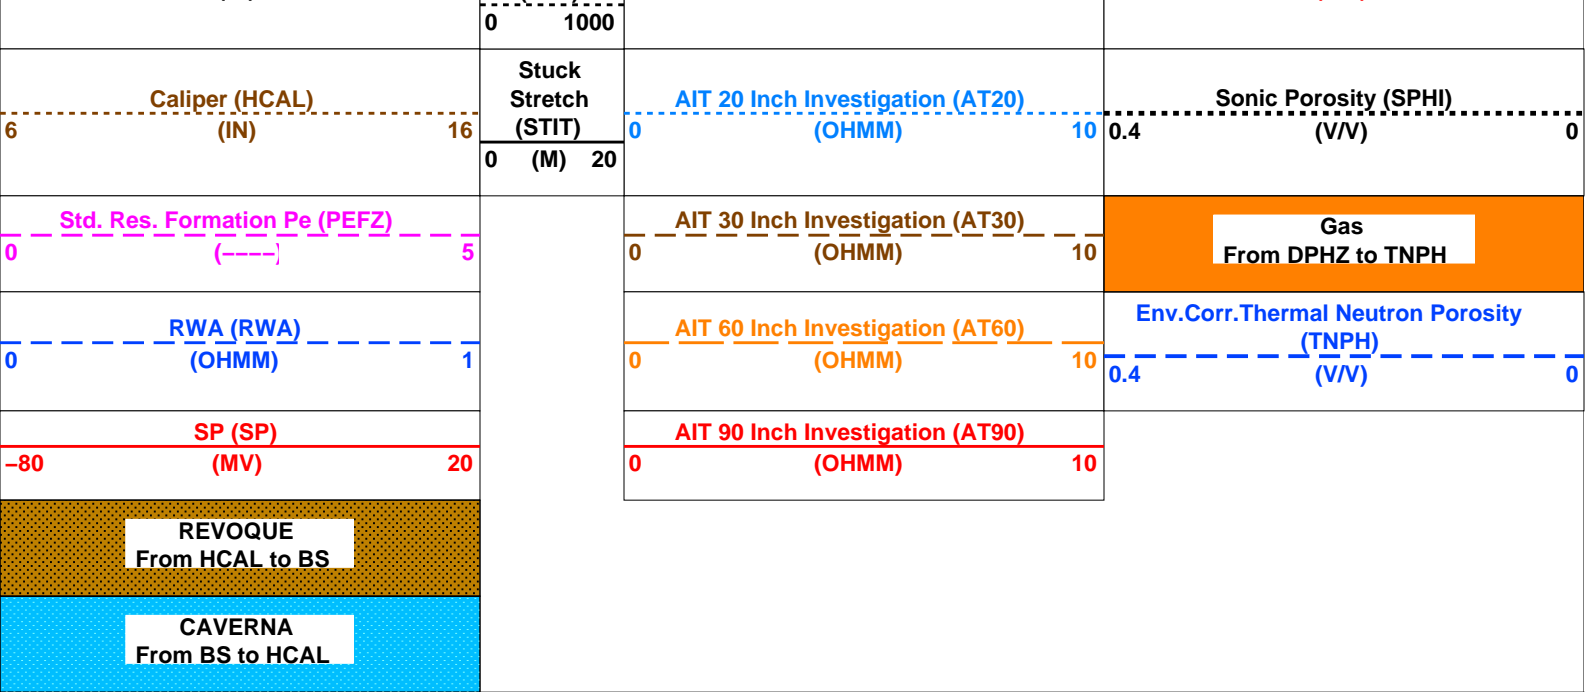 0 1000
Caliper (HCAL)
6 (IN) 16
Stuck
Stretch
(STIT)
0 (M) 20
AIT 20 Inch Investigation (AT20)
0 (OHMM) 10
Sonic Porosity (SPHI)
0.4 (V/V) 0
Std. Res. Formation Pe (PEFZ)
0 (----) 5
AIT 30 Inch Investigation (AT30)
0 (OHMM) 10
Gas
From DPHZ to TNPH
RWA (RWA)
0 (OHMM) 1
AIT 60 Inch Investigation (AT60)
0 (OHMM) 10
Env.Corr.Thermal Neutron Porosity
(TNPH)
0.4 (V/V) 0
SP (SP)
−80 (MV) 20
AIT 90 Inch Investigation (AT90)
0 (OHMM) 10
REVOQUE
From HCAL to BS
CAVERNA
From BS to HCAL